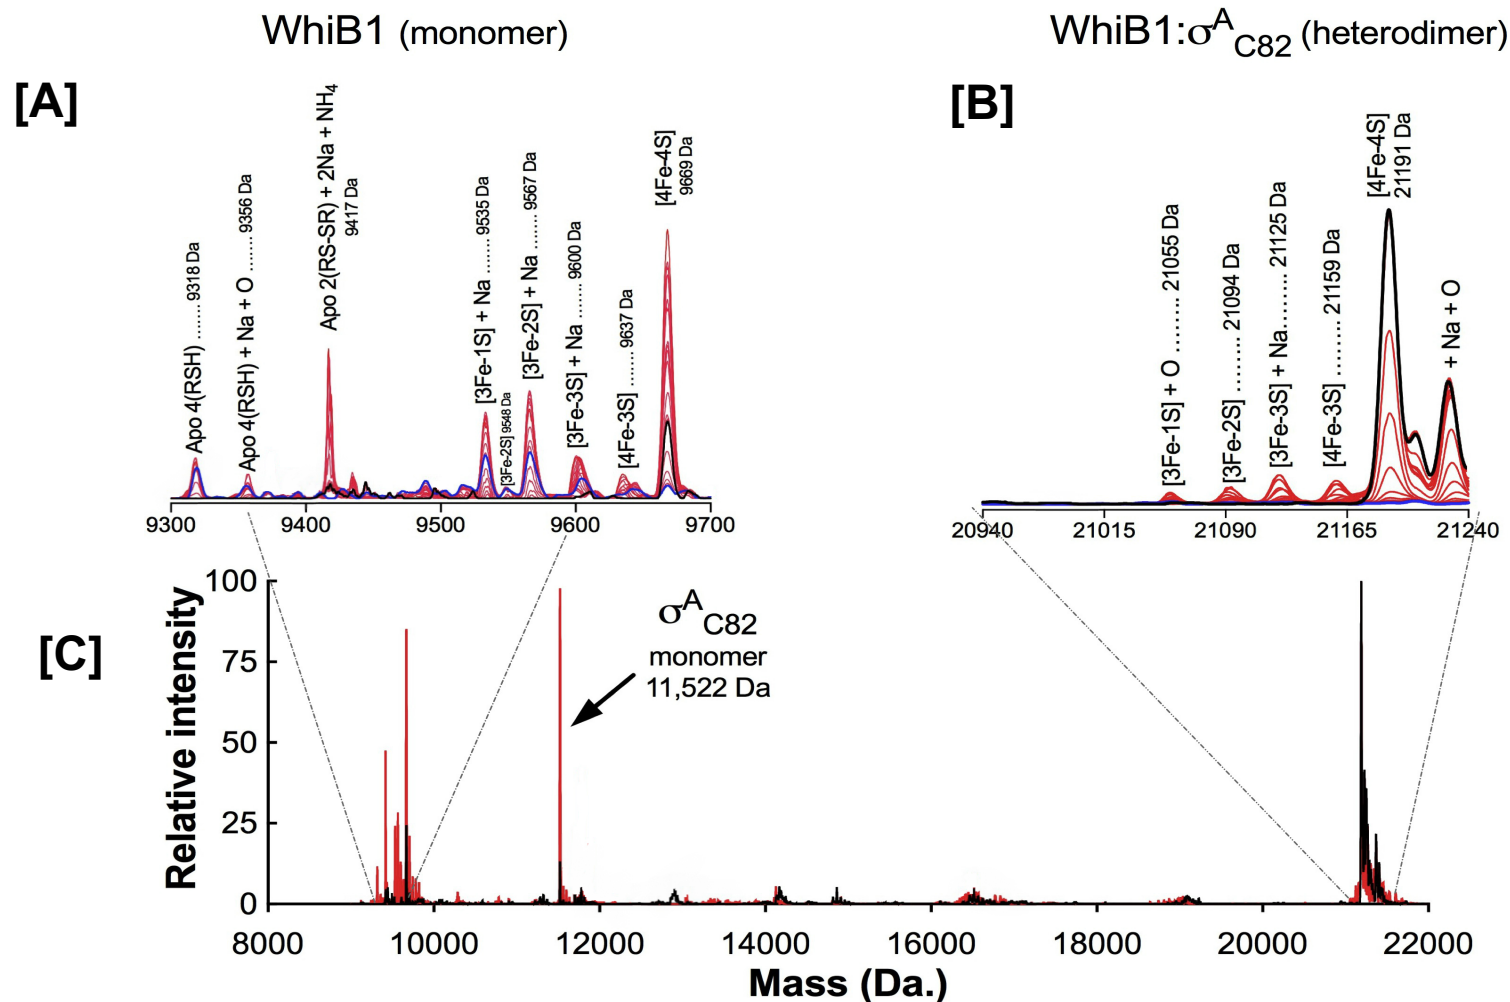 WhiB1 (monomer)
WhiB1:σA C82 (heterodimer)
[A]
Apo 4(RSH) ........ 9318 Da
Apo 4(RSH) + Na + O ........ 9356 Da
Apo 2(RS-SR) + 2Na + NH4
9417 Da
[3Fe-1S] + Na ........ 9535 Da
[3Fe-2S] 9548 Da
[3Fe-2S] + Na ........ 9567 Da
[3Fe-3S] + Na ......... 9600 Da
[4Fe-3S] ........ 9637 Da
[4Fe-4S]
9669 Da
9300 9400 9500 9600 9700
[B]
[3Fe-1S] + O .......... 21055 Da
[3Fe-2S] .......... 21094 Da
[3Fe-3S] + Na......... 21125 Da
[4Fe-3S] ......... 21159 Da
[4Fe-4S]
21191 Da
+ Na + O
20940 21015 21090 21165 21240
[C]
Relative intensity
100
75
50
25
0
σA C82
monomer
11,522 Da
8000 10000 12000 14000 16000 18000 20000 22000
Mass (Da.)